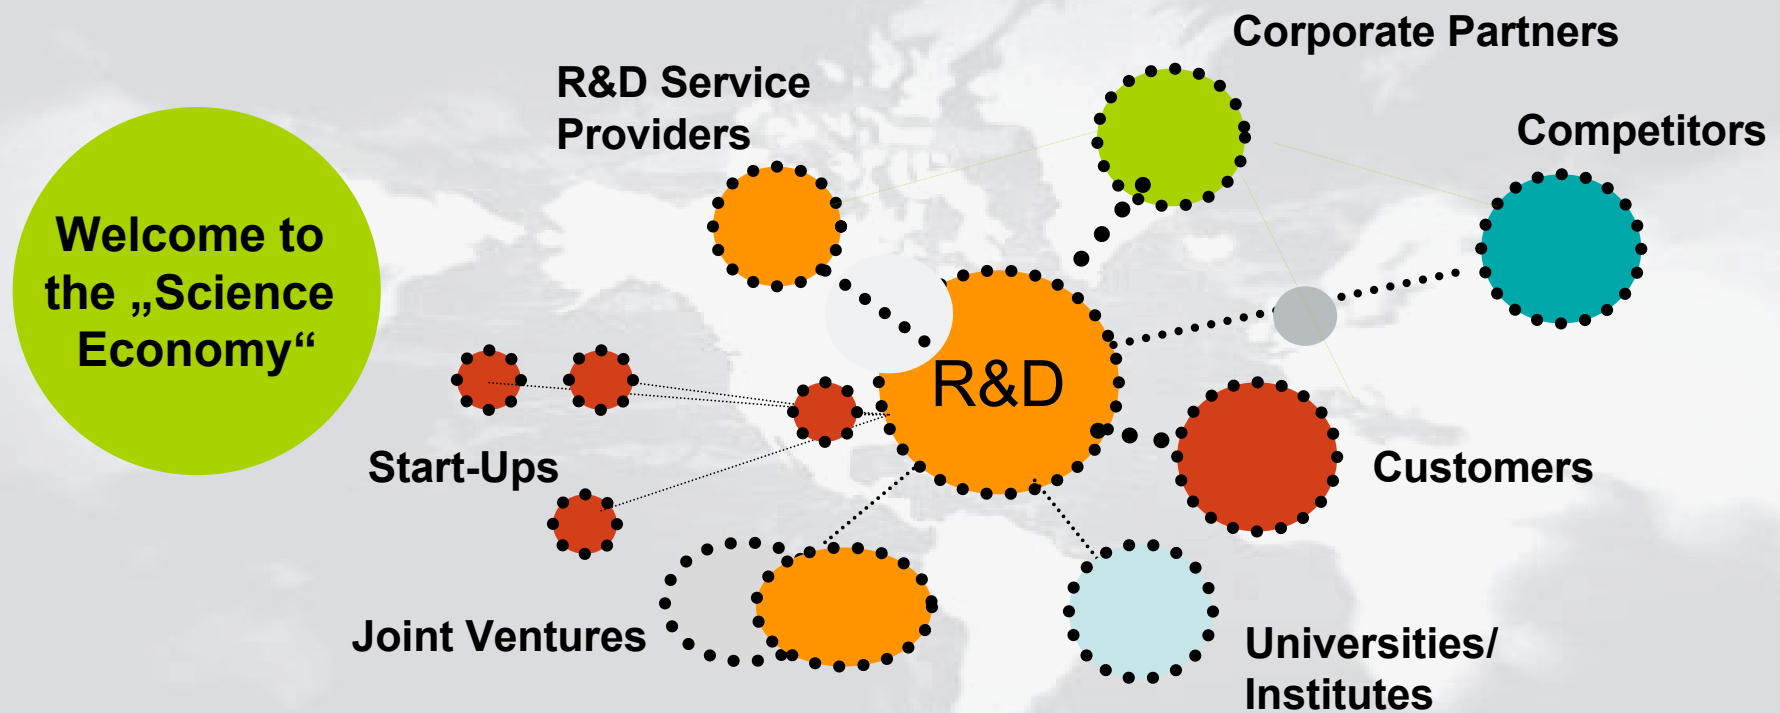 Welcome to
the „Science
Economy“
R&D Service
Providers
Corporate Partners
Competitors
R&D
Start-Ups
Customers
Joint Ventures
Universities/
Institutes